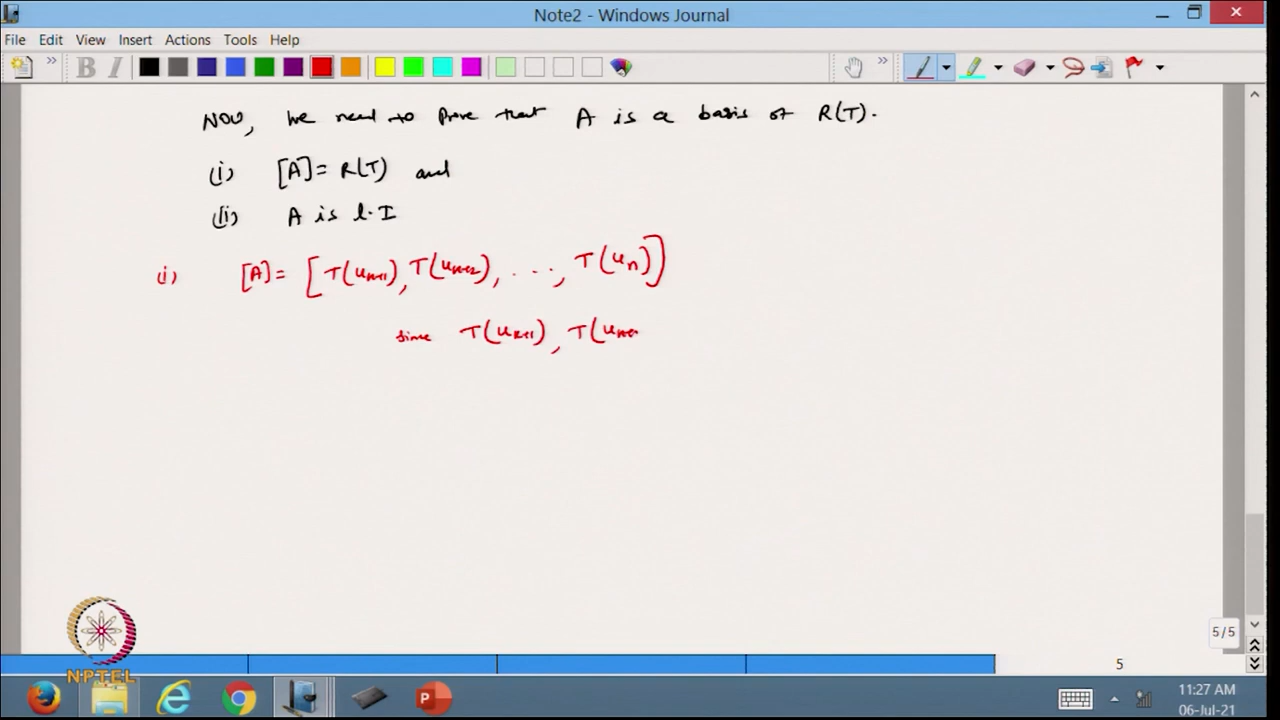 Note2 - Windows Journal
File Edit View Insert Actions Tools Help
Now, we need to prove that A is a basis of R(T).
(i) [A] = R(T) and
(ii) A is l.I
(i) [A] = [T(u_{k+1}), T(u_{k+2}), ..., T(u_n)]
since T(u_{k+1}), T(u_{k+
5/5
5
NPTEL
11:27 AM
06-Jul-21